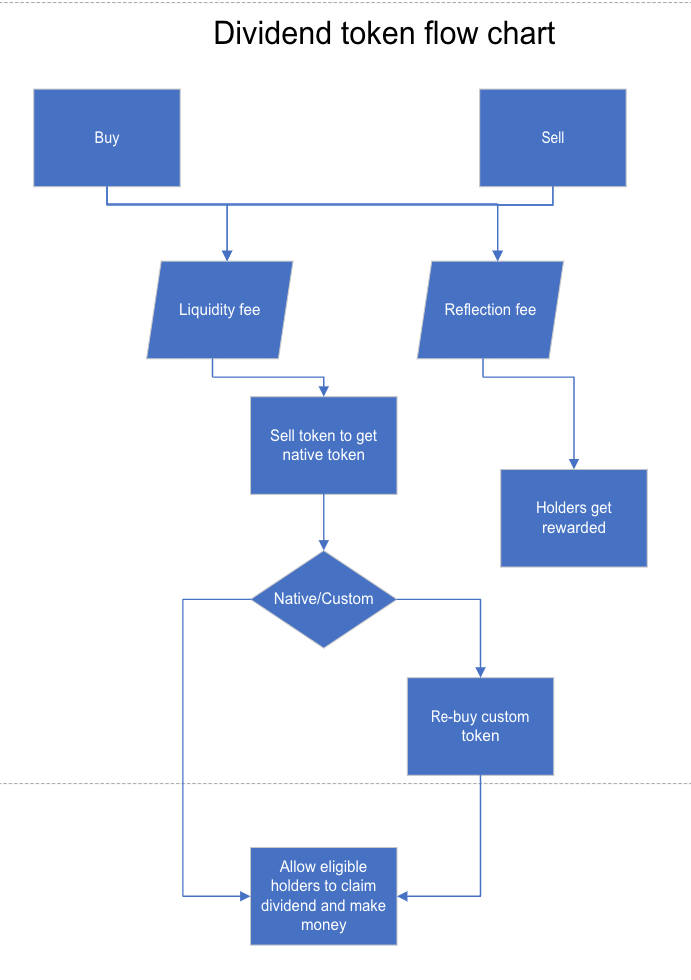 Dividend token flow chart
Buy
Sell
Liquidity fee
Reflection fee
Sell token to get
native token
Holders get
rewarded
Native/Custom
Re-buy custom
token
Allow eligible
holders to claim
dividend and make
money